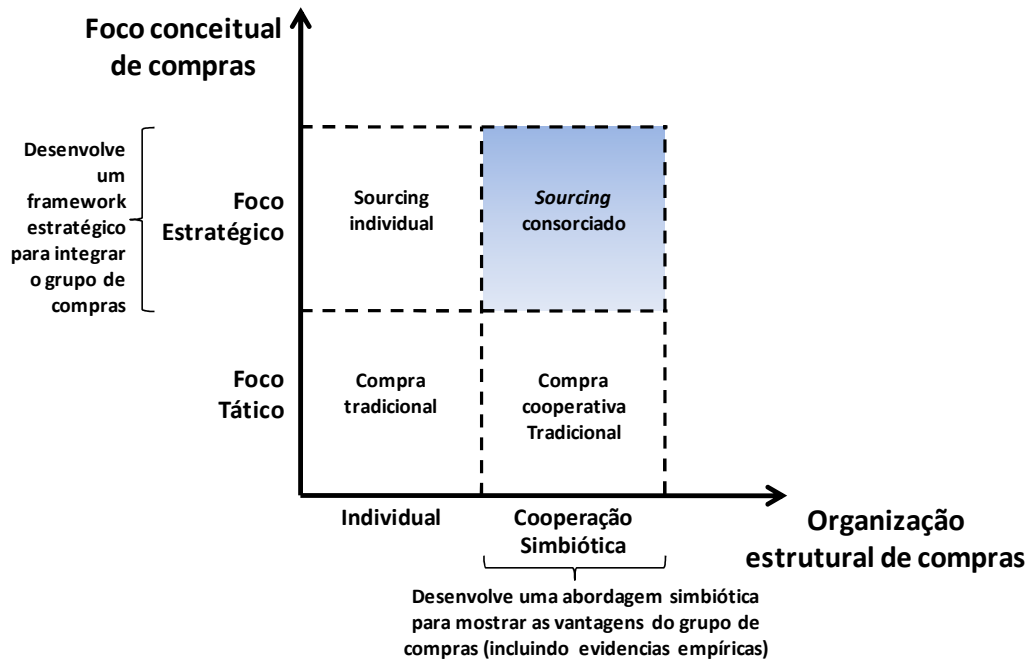 Foco conceitual
de compras
Desenvolve
um
framework
estratégico
para integrar
o grupo de
compras
Foco
Estratégico
Sourcing
individual
Sourcing
consorciado
Foco
Tático
Compra
tradicional
Compra
cooperativa
Tradicional
Individual
Cooperação
Simbiótica
Organização
estrutural de compras
Desenvolve uma abordagem simbiótica
para mostrar as vantagens do grupo de
compras (incluindo evidencias empíricas)